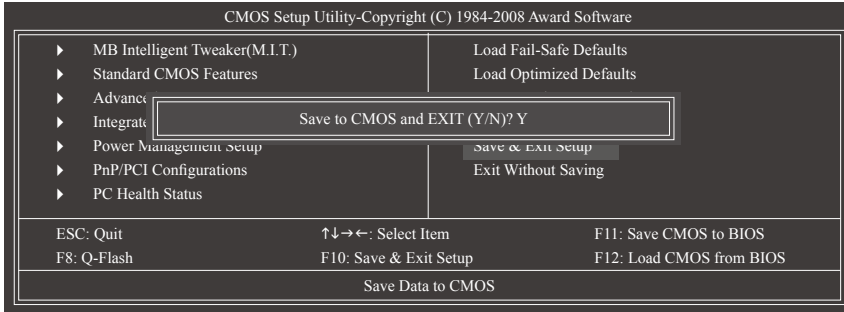 CMOS Setup Utility-Copyright (C) 1984-2008 Award Software
MB Intelligent Tweaker(M.I.T.)
Standard CMOS Features
Power Management Setup
PnP/PCI Configurations
PC Health Status
Load Fail-Safe Defaults
Load Optimized Defaults
Save & Exit Setup
Exit Without Saving
Save to CMOS and EXIT (Y/N)? Y
ESC: Quit ↑↓→←: Select Item F11: Save CMOS to BIOS
F8: Q-Flash F10: Save & Exit Setup F12: Load CMOS from BIOS
Save Data to CMOS